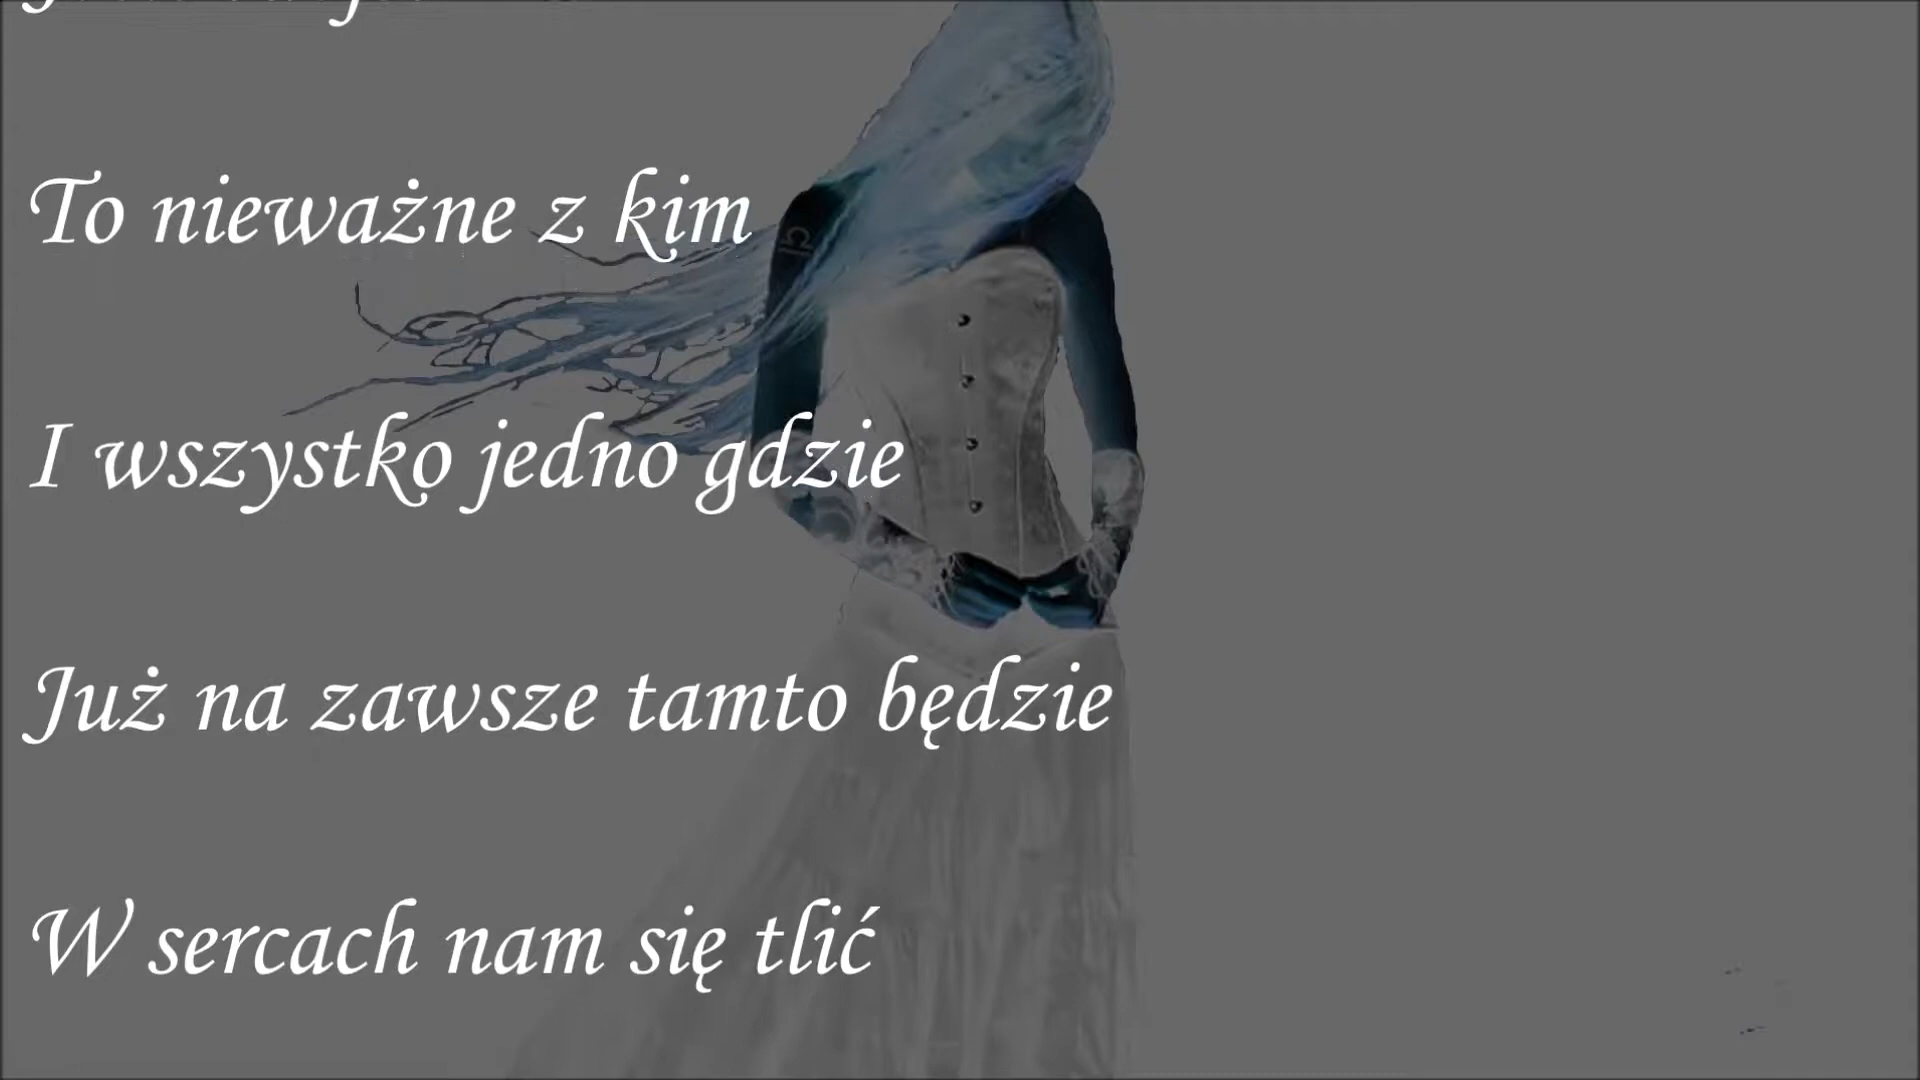 To nieważne z kim
I wszystko jedno gdzie
Już na zawsze tamto będzie
W sercach nam się tlić